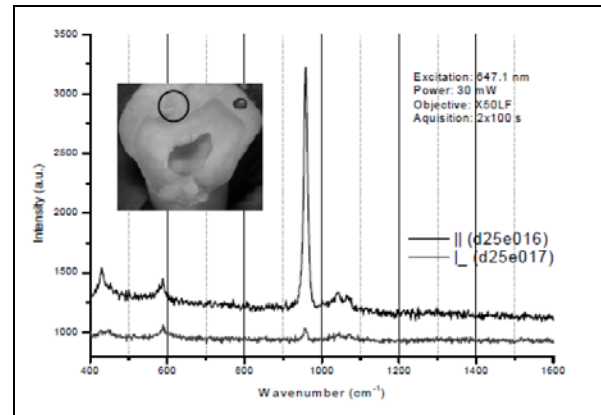 3500
3000
2500
2000
1500
1000
Intensity (a.u.)
Excitation: 647.1 nm
Power: 30 mW
Objective: X50LF
Aquisition: 2x100 s
|| (d25e016)
|_ (d25e017)
400 600 800 1000 1200 1400 1600
Wavenumber (cm⁻¹)